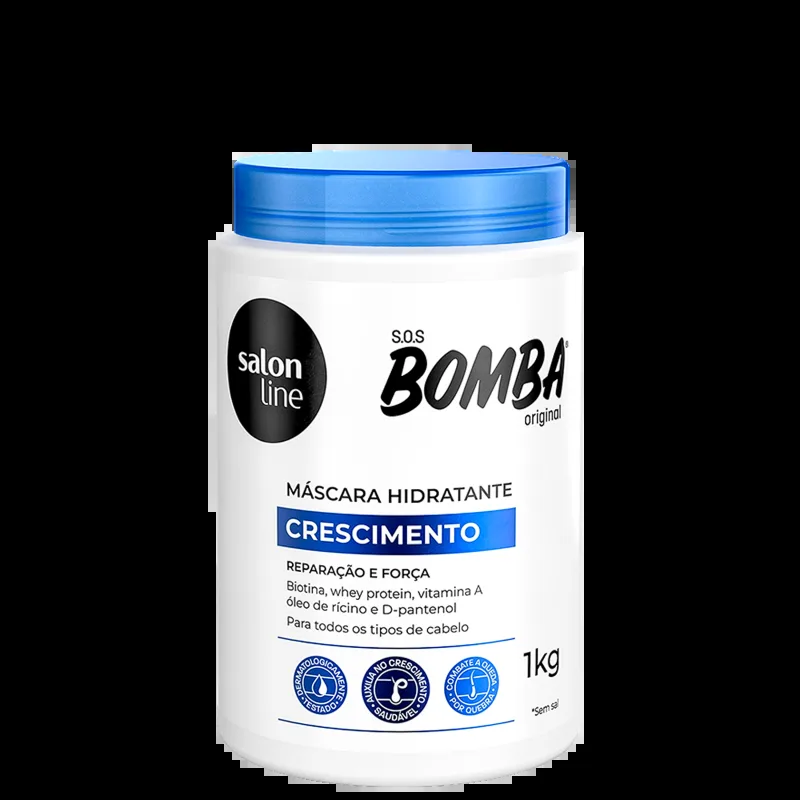 salon
line
S.O.S
BOMBA®
original
MÁSCARA HIDRATANTE
CRESCIMENTO
REPARAÇÃO E FORÇA
Biotina, whey protein, vitamina A
óleo de rícino e D-pantenol
Para todos os tipos de cabelo
DERMATOLOGICAMENTE
• TESTADO •
AUXILIA NO CRESCIMENTO
• SAUDÁVEL •
COMBATE A QUEDA
• POR QUEBRA •
1kg
*Sem sal